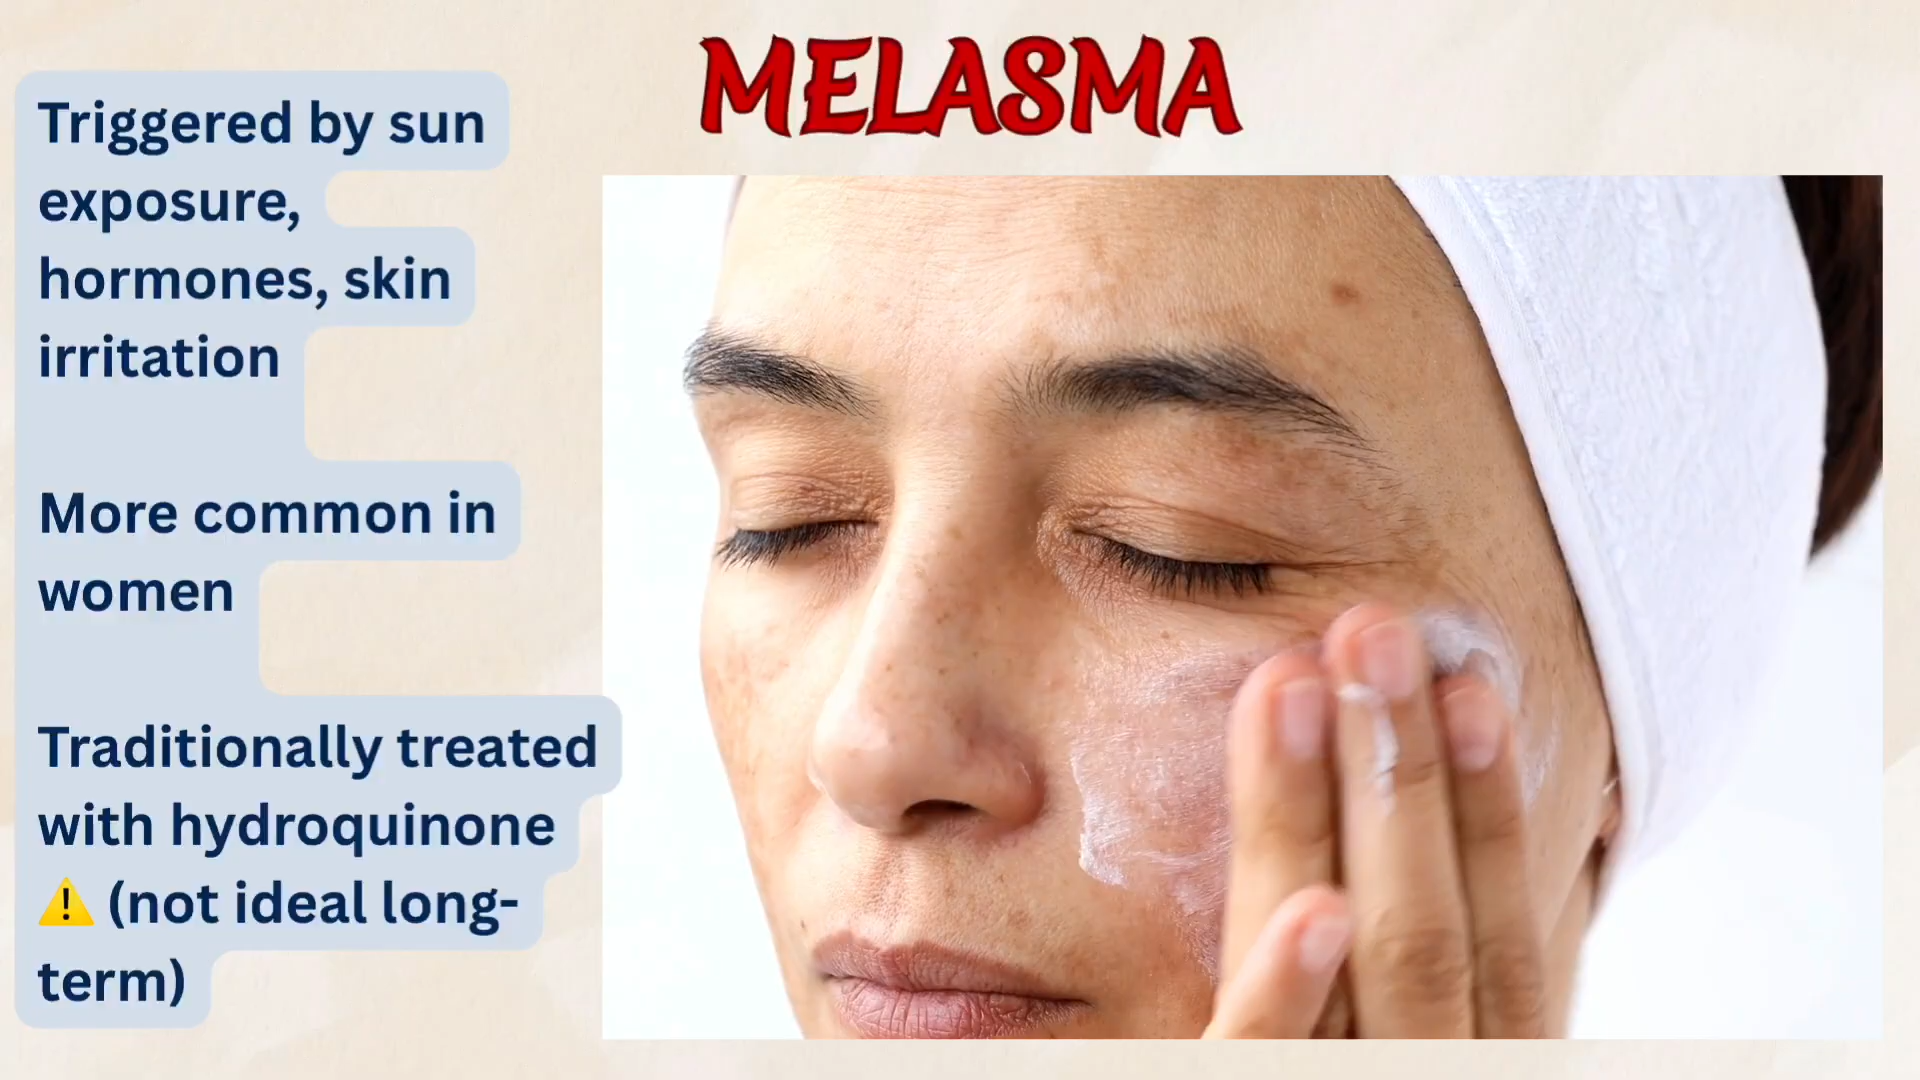 MELASMA
Triggered by sun
exposure,
hormones, skin
irritation
More common in
women
Traditionally treated
with hydroquinone
⚠️ (not ideal long-
term)